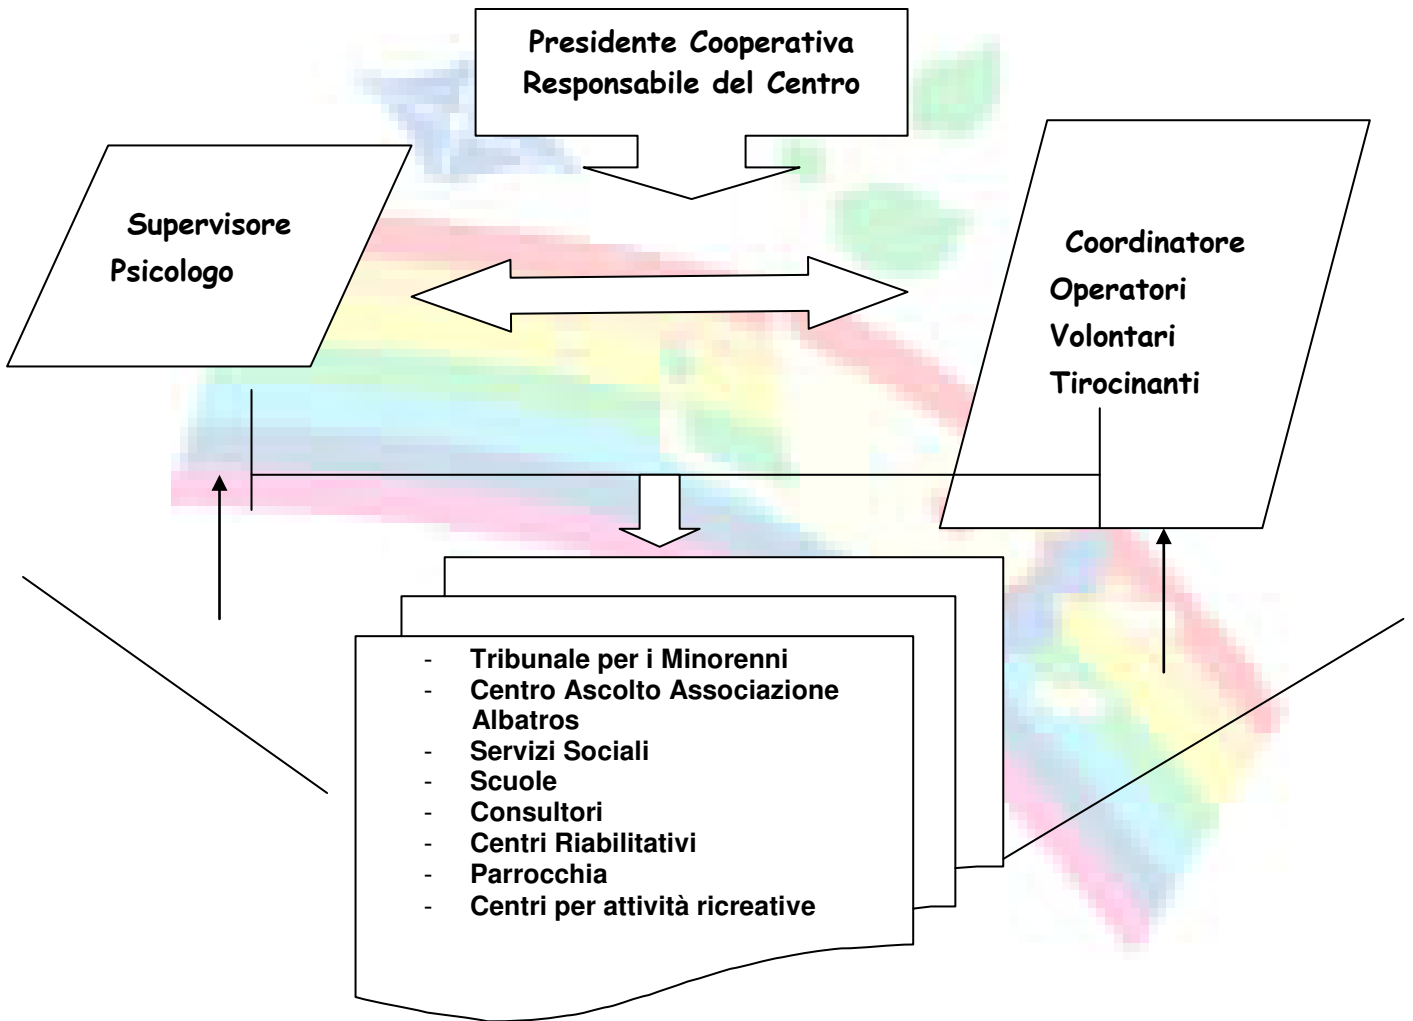 Presidente Cooperativa
Responsabile del Centro
Supervisore
Psicologo
Coordinatore
Operatori
Volontari
Tirocinanti
- Tribunale per i Minorenni
- Centro Ascolto Associazione
Albatros
- Servizi Sociali
- Scuole
- Consultori
- Centri Riabilitativi
- Parrocchia
- Centri per attività ricreative